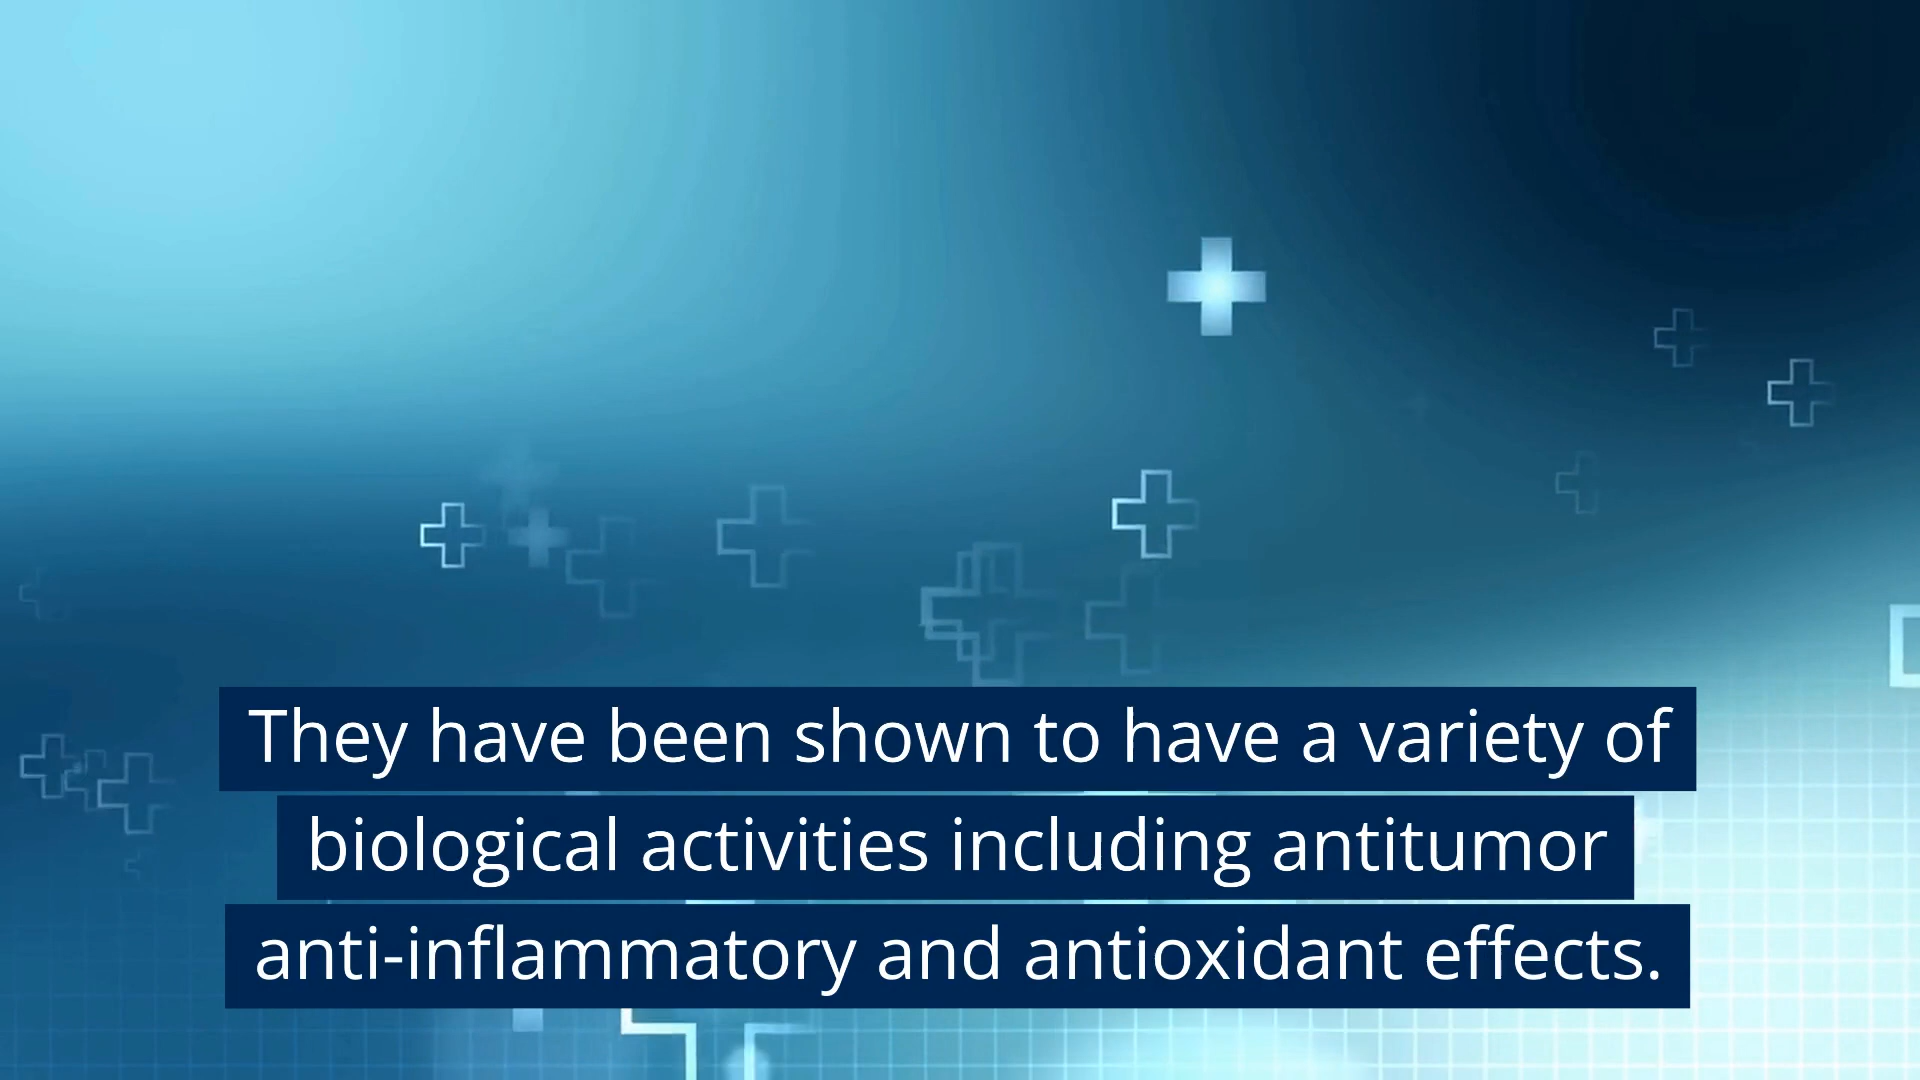 They have been shown to have a variety of
biological activities including antitumor
anti-inflammatory and antioxidant effects.